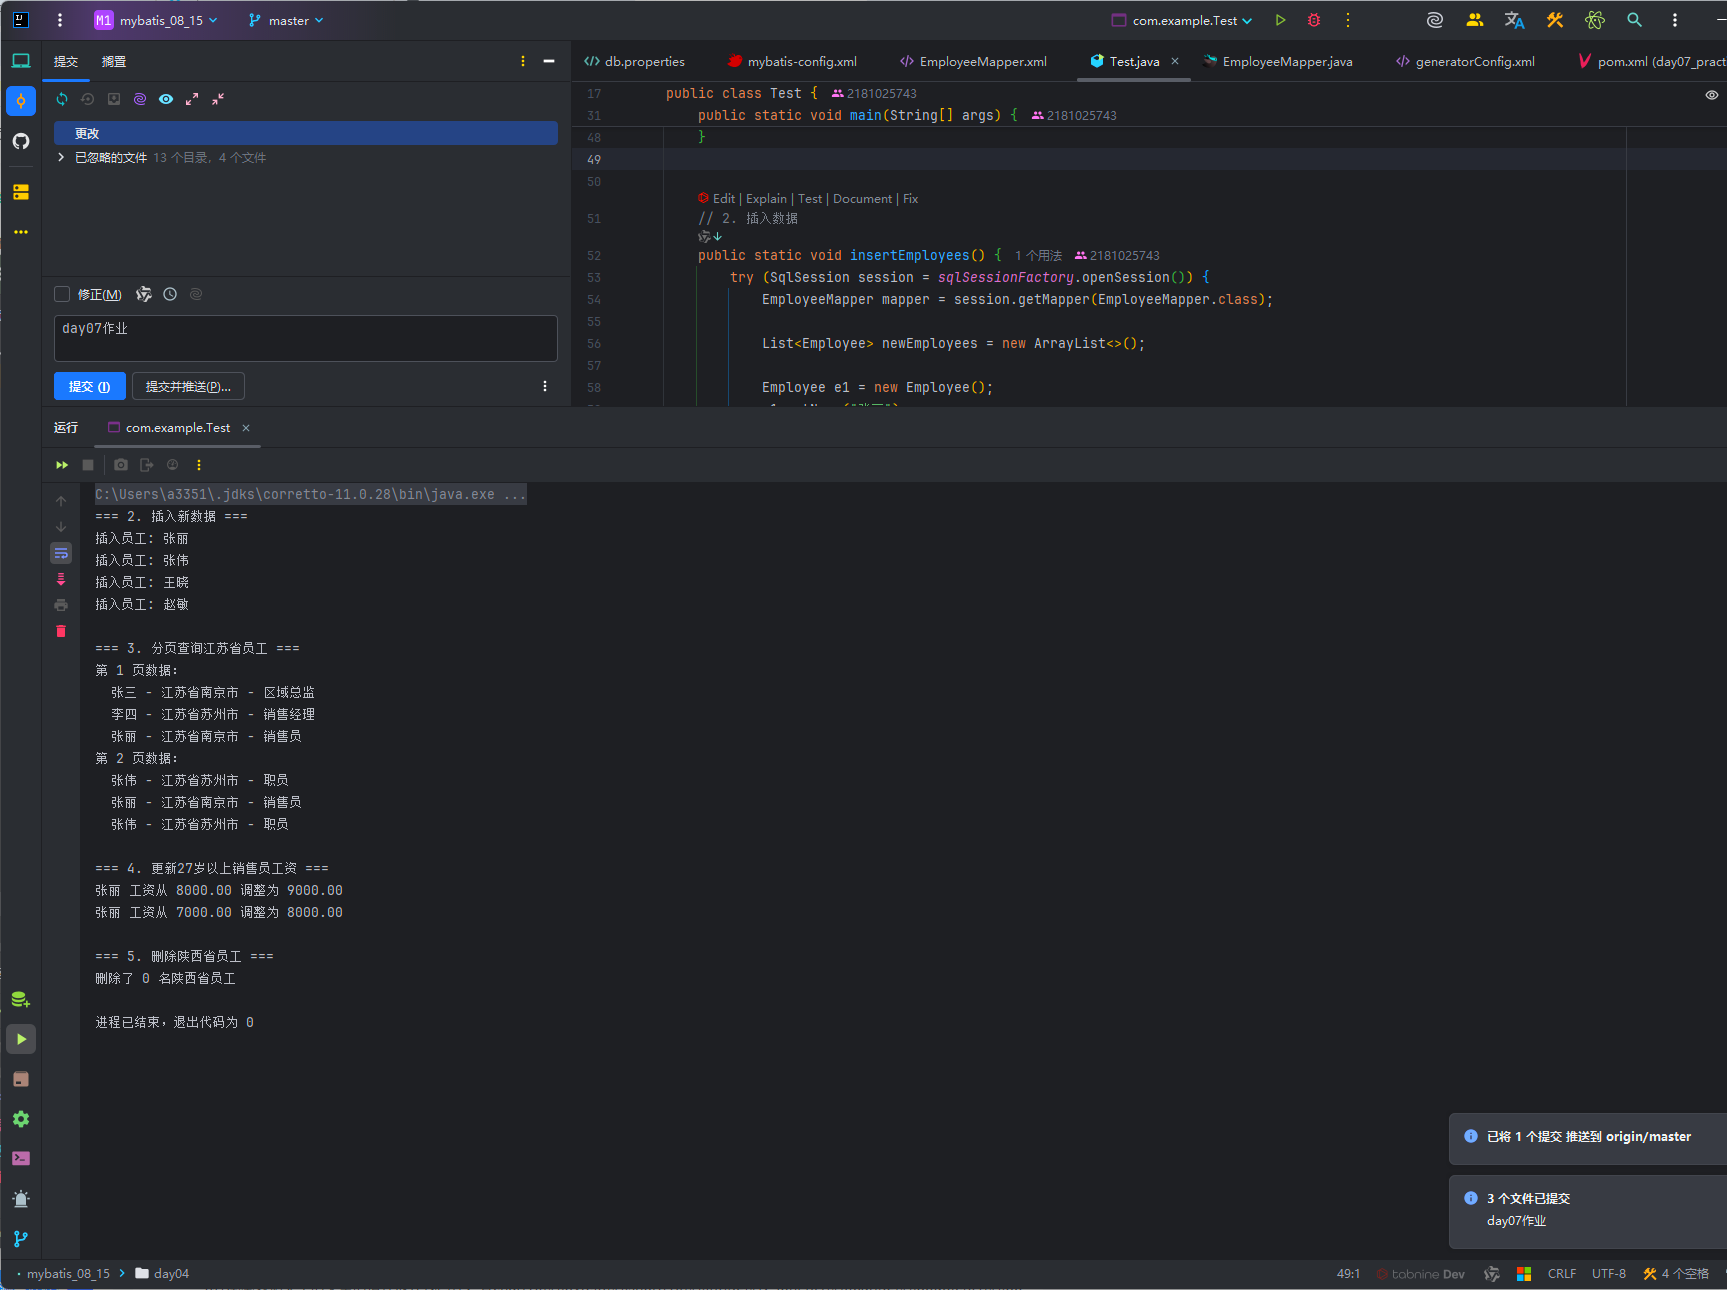 M1 mybatis_08_15 master com.example.Test
提交 搁置
更改
已忽略的文件 13 个目录，4 个文件
修正(M)
day07作业
提交 (I) 提交并推送(P)...
db.properties mybatis-config.xml EmployeeMapper.xml Test.java EmployeeMapper.java generatorConfig.xml pom.xml (day07_pract
17 public class Test { 2181025743
31 public static void main(String[] args) { 2181025743
48 }
49
50
Edit | Explain | Test | Document | Fix
51 // 2. 插入数据
52 public static void insertEmployees() { 1 个用法 2181025743
53 try (SqlSession session = sqlSessionFactory.openSession()) {
54 EmployeeMapper mapper = session.getMapper(EmployeeMapper.class);
55
56 List<Employee> newEmployees = new ArrayList<>();
57
58 Employee e1 = new Employee();
运行 com.example.Test
C:\Users\a3351\.jdks\corretto-11.0.28\bin\java.exe ...
=== 2. 插入新数据 ===
插入员工: 张丽
插入员工: 张伟
插入员工: 王晓
插入员工: 赵敏
=== 3. 分页查询江苏省员工 ===
第 1 页数据:
张三 - 江苏省南京市 - 区域总监
李四 - 江苏省苏州市 - 销售经理
张丽 - 江苏省南京市 - 销售员
第 2 页数据:
张伟 - 江苏省苏州市 - 职员
张丽 - 江苏省南京市 - 销售员
张伟 - 江苏省苏州市 - 职员
=== 4. 更新27岁以上销售员工资 ===
张丽 工资从 8000.00 调整为 9000.00
张丽 工资从 7000.00 调整为 8000.00
=== 5. 删除陕西省员工 ===
删除了 0 名陕西省员工
进程已结束，退出代码为 0
已将 1 个提交 推送到 origin/master
3 个文件已提交
day07作业
mybatis_08_15 day04 49:1 tabnine Dev CRLF UTF-8 4 个空格